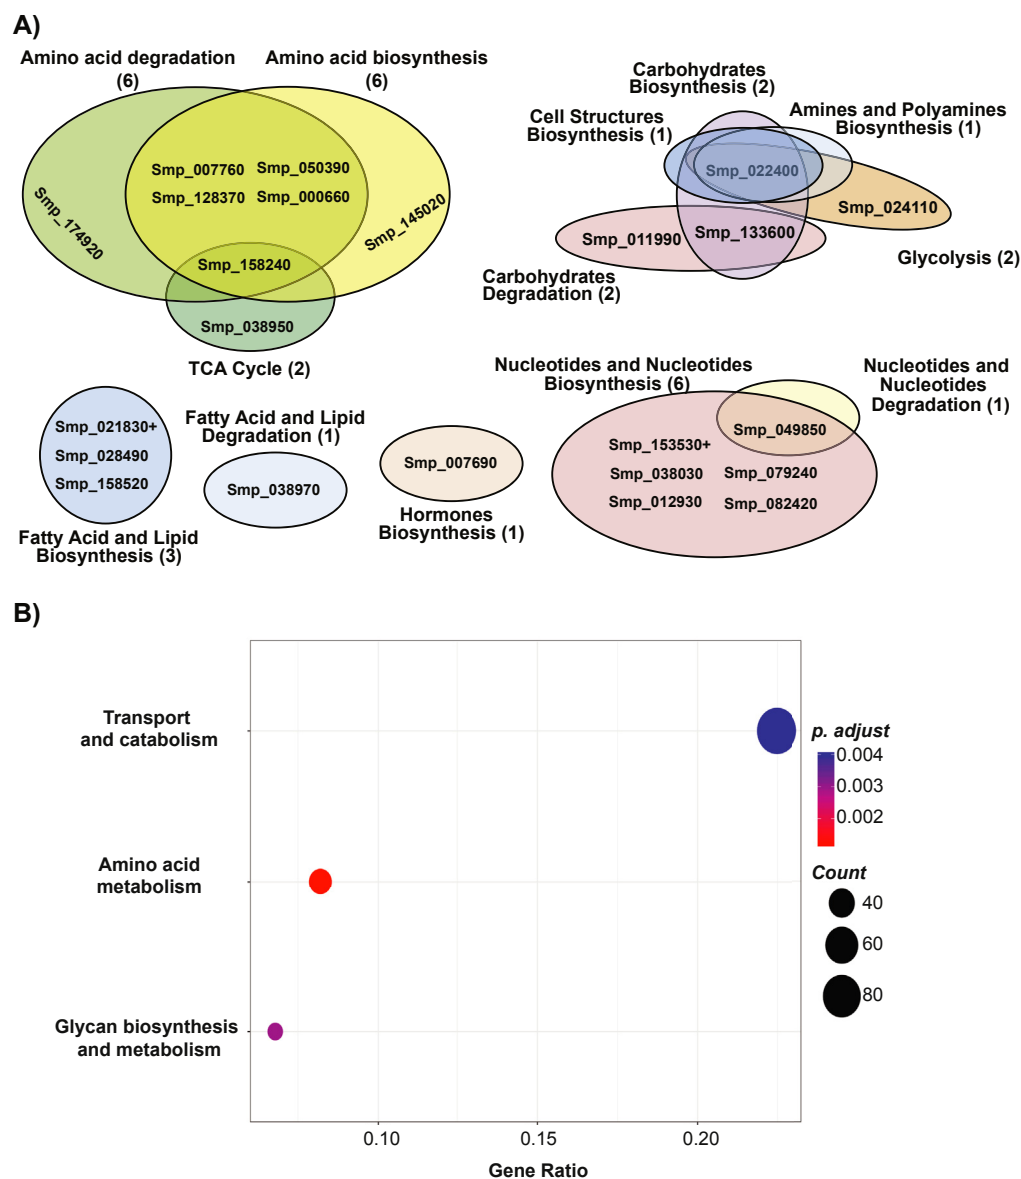 A)
Amino acid degradation
(6)
Amino acid biosynthesis
(6)
Smp_007760
Smp_050390
Smp_128370
Smp_000660
Smp_174920
Smp_145020
Smp_158240
Smp_038950
TCA Cycle (2)
Carbohydrates
Biosynthesis (2)
Cell Structures
Biosynthesis (1)
Amines and Polyamines
Biosynthesis (1)
Smp_022400
Smp_024110
Smp_011990
Smp_133600
Glycolysis (2)
Carbohydrates
Degradation (2)
Smp_021830+
Smp_028490
Smp_158520
Fatty Acid and Lipid
Biosynthesis (3)
Fatty Acid and Lipid
Degradation (1)
Smp_038970
Smp_007690
Hormones
Biosynthesis (1)
Nucleotides and Nucleotides
Biosynthesis (6)
Nucleotides and
Nucleotides
Degradation (1)
Smp_049850
Smp_153530+
Smp_038030
Smp_079240
Smp_012930
Smp_082420
B)
Transport
and catabolism
Amino acid
metabolism
Glycan biosynthesis
and metabolism
0.10
0.15
0.20
Gene Ratio
p. adjust
0.004
0.003
0.002
Count
40
60
80